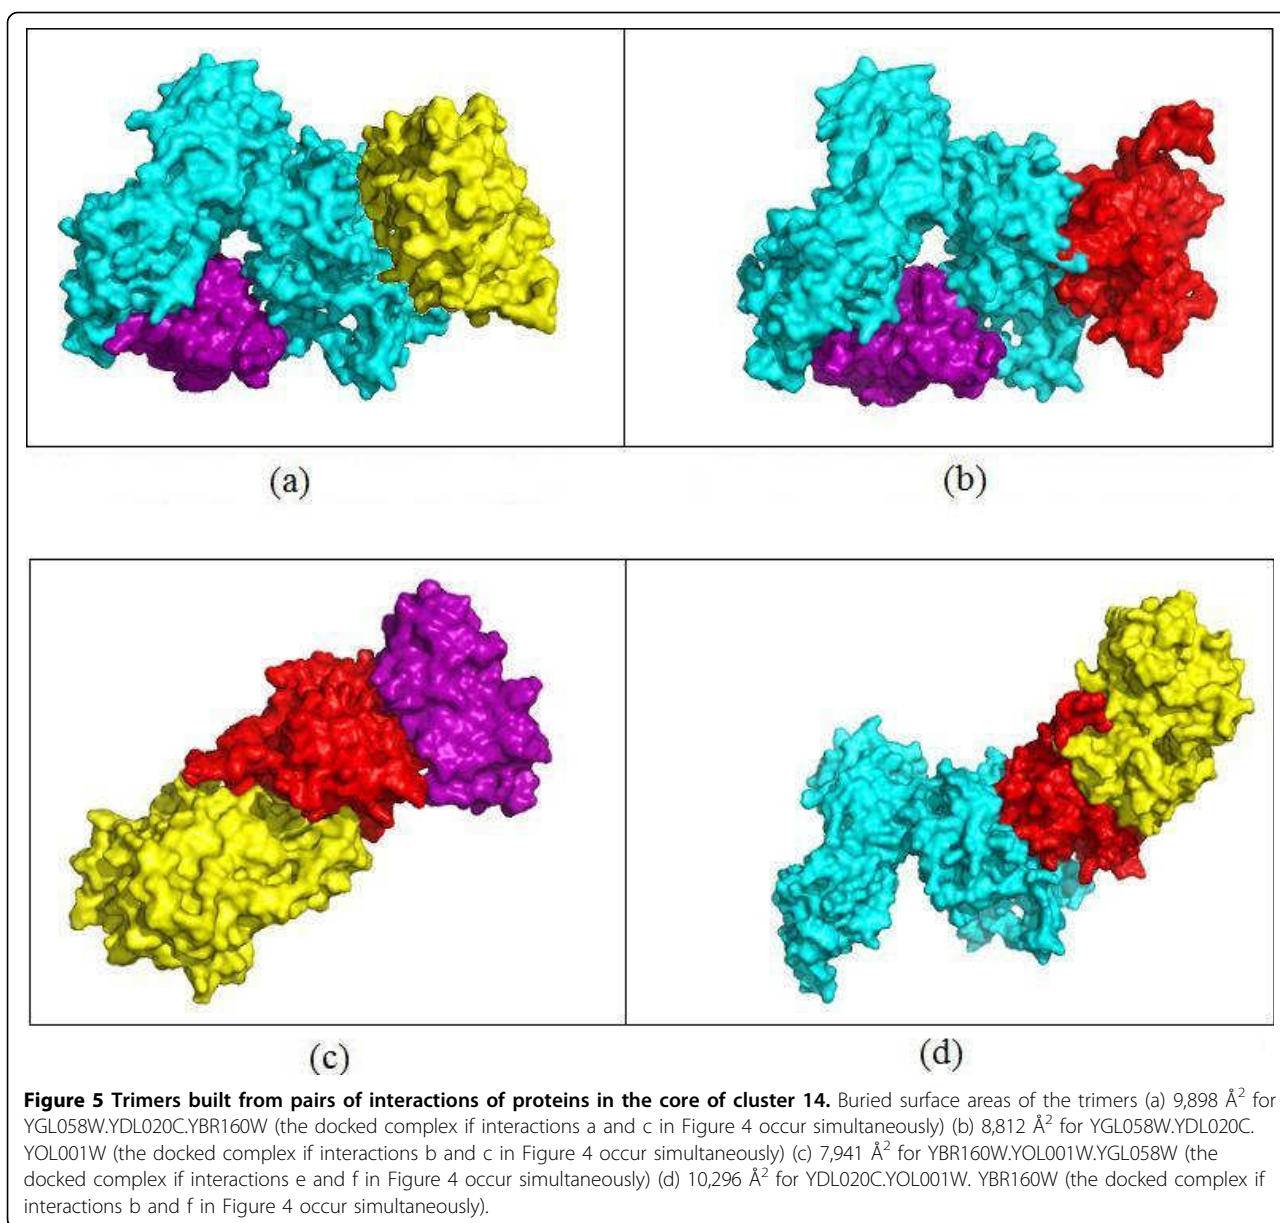 (a)
(b)
(c)
(d)
Figure 5 Trimers built from pairs of interactions of proteins in the core of cluster 14. Buried surface areas of the trimers (a) 9,898 Å² for
YGL058W.YDL020C.YBR160W (the docked complex if interactions a and c in Figure 4 occur simultaneously) (b) 8,812 Å² for YGL058W.YDL020C.
YOL001W (the docked complex if interactions b and c in Figure 4 occur simultaneously) (c) 7,941 Å² for YBR160W.YOL001W.YGL058W (the
docked complex if interactions e and f in Figure 4 occur simultaneously) (d) 10,296 Å² for YDL020C.YOL001W. YBR160W (the docked complex if
interactions b and f in Figure 4 occur simultaneously).